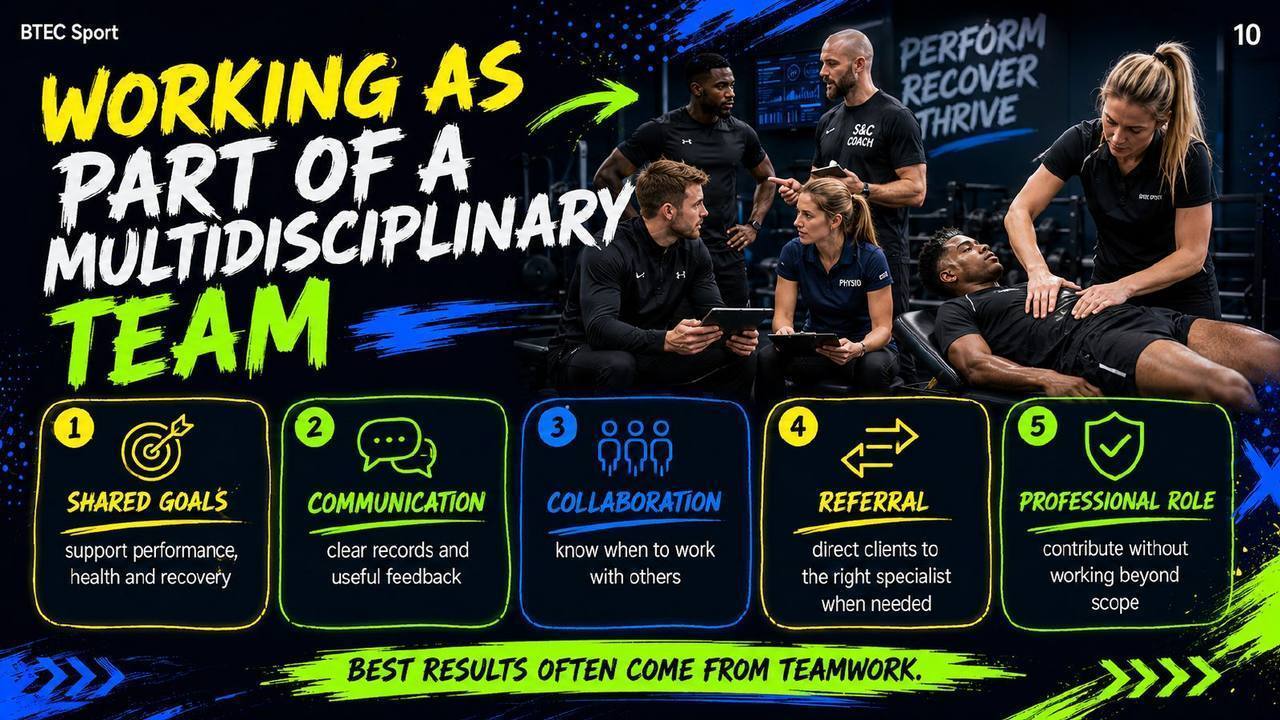 BTEC Sport
10
WORKING AS
PART OF A
MULTIDISCIPLINARY
TEAM
PERFORM
RECOVER
THRIVE
S&C
COACH
PHYSIO
1
SHARED GOALS
support performance,
health and recovery
2
COMMUNICATION
clear records and
useful feedback
3
COLLABORATION
know when to work
with others
4
REFERRAL
direct clients to
the right specialist
when needed
5
PROFESSIONAL ROLE
contribute without
working beyond
scope
BEST RESULTS OFTEN COME FROM TEAMWORK.